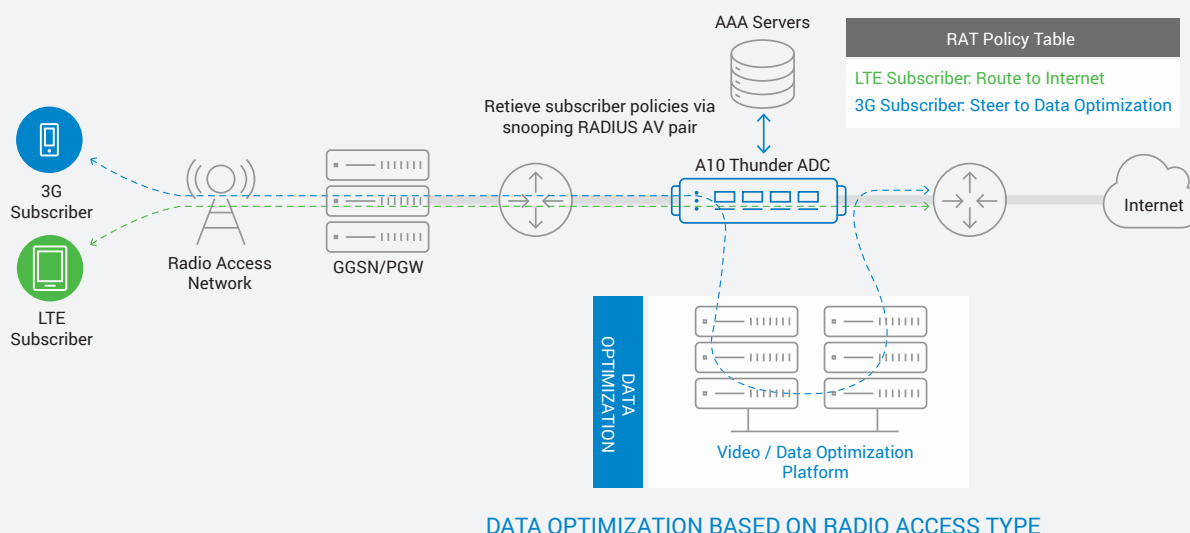 AAA Servers
RAT Policy Table
LTE Subscriber: Route to Internet
3G Subscriber: Steer to Data Optimization
Retieve subscriber policies via
snooping RADIUS AV pair
A10 Thunder ADC
3G
Subscriber
Radio Access
Network
GGSN/PGW
Internet
LTE
Subscriber
DATA
OPTIMIZATION
Video / Data Optimization
Platform
DATA OPTIMIZATION BASED ON RADIO ACCESS TYPE